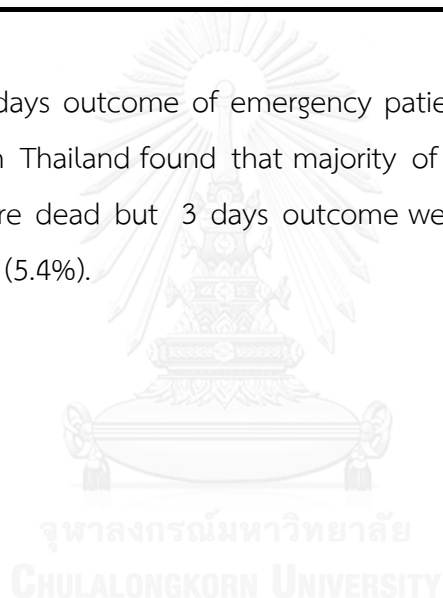 days outcome of emergency patie
Thailand found that majority of
re dead but 3 days outcome we
(5.4%).
จุฬาลงกรณ์มหาวิทยาลัย
CHULALONGKORN UNIVERSITY